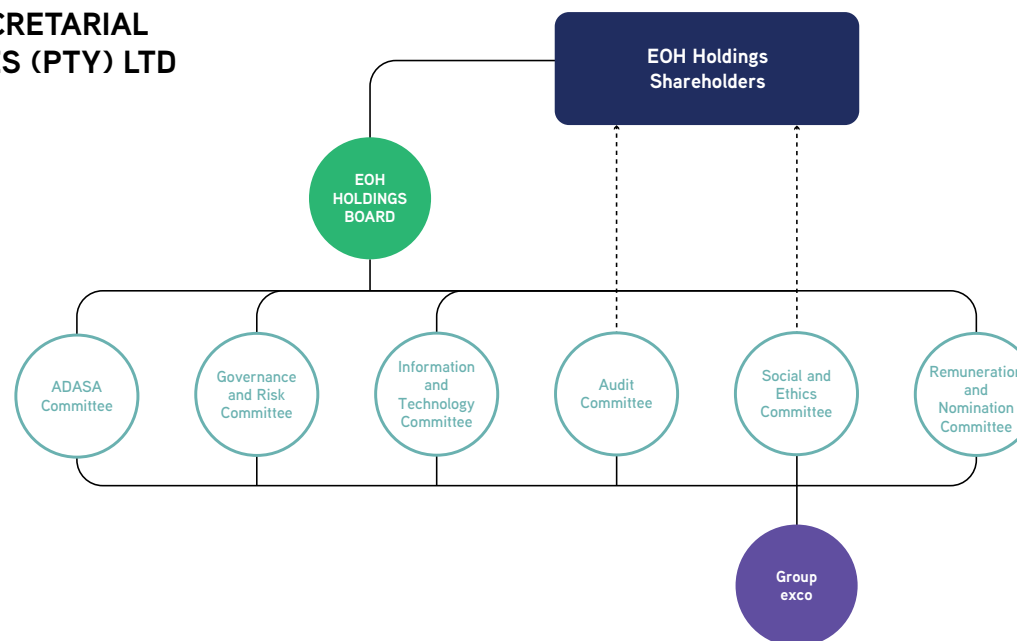 CRETARIAL
ES (PTY) LTD
EOH Holdings
Shareholders
EOH
HOLDINGS
BOARD
ADASA
Committee
Governance
and Risk
Committee
Information
and
Technology
Committee
Audit
Committee
Social and
Ethics
Committee
Remuneration
and
Nomination
Committee
Group
exco